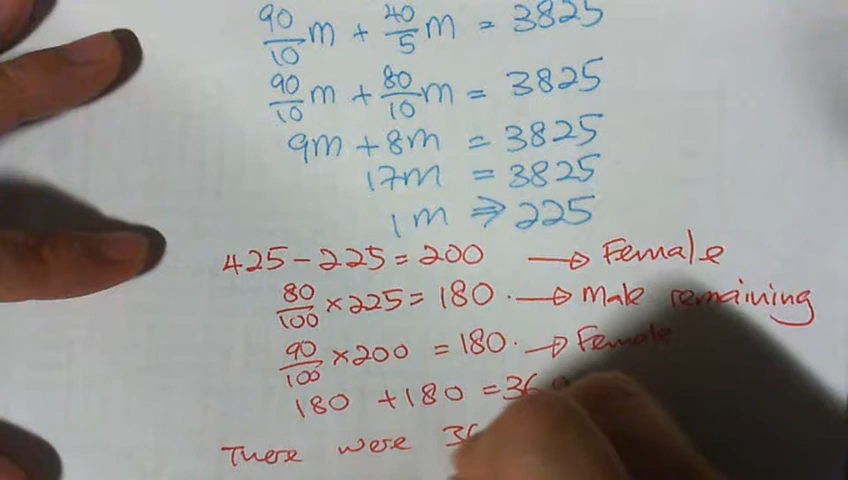 90/10 m + 40/5 m = 3825
90/10 m + 80/10 m = 3825
9m + 8m = 3825
17m = 3825
1m ⇒ 225
425 - 225 = 200 → Female
80/100 × 225 = 180. → Male remaining
90/100 × 200 = 180. → Female
180 + 180 = 36
There were 36